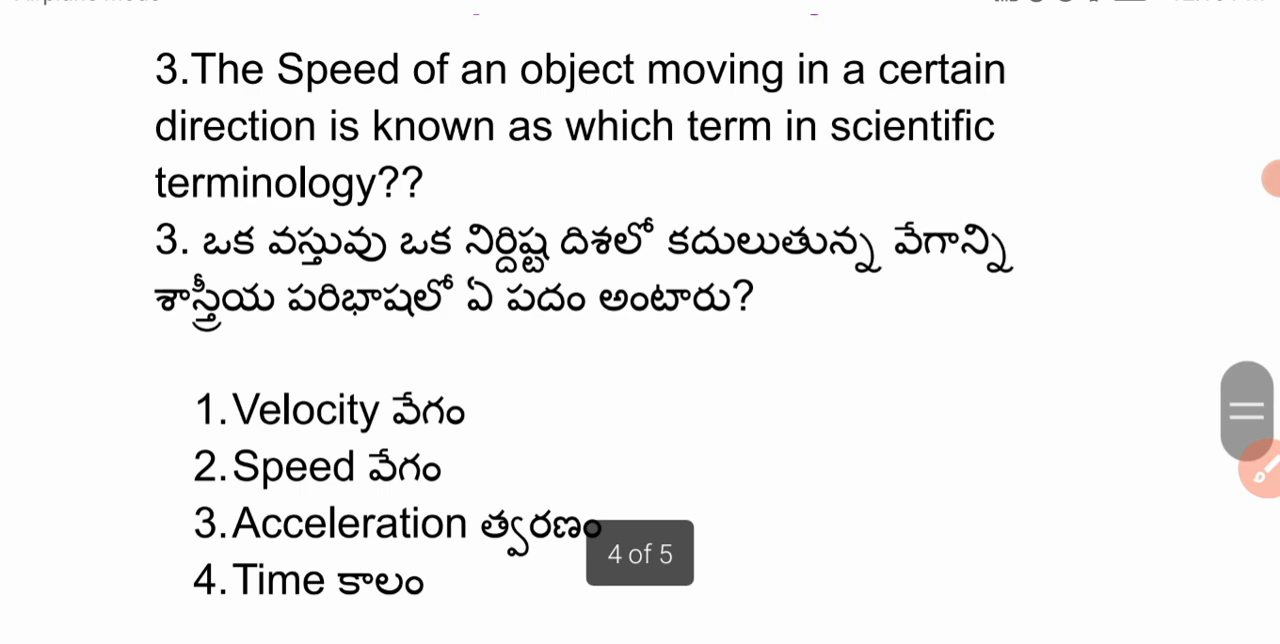 3.The Speed of an object moving in a certain
direction is known as which term in scientific
terminology??
3. ఒక వస్తువు ఒక నిర్దిష్ట దిశలో కదులుతున్న వేగాన్ని
శాస్త్రీయ పరిభాషలో ఏ పదం అంటారు?
1.Velocity వేగం
2.Speed వేగం
3.Acceleration త్వరణం
4 of 5
4.Time కాలం